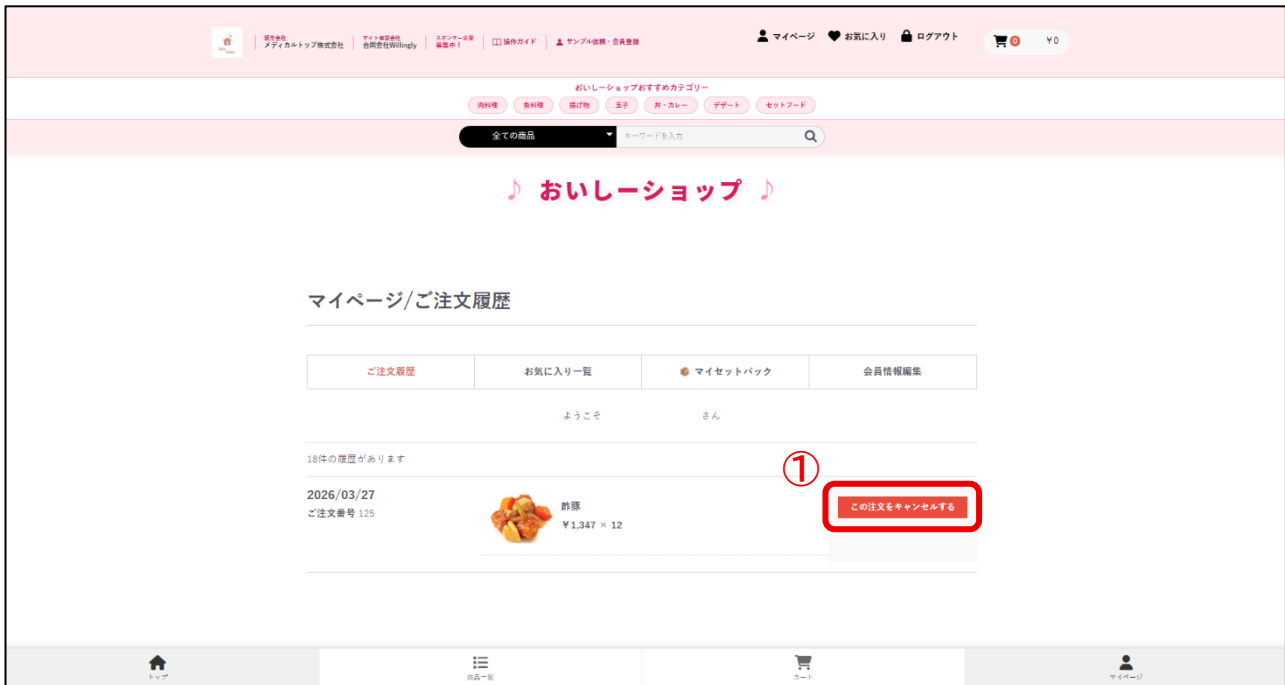 販売会社
メディカルトップ株式会社
サイト運営会社
合同会社Willingly
スポンサー企業
募集中！
操作ガイド
サンプル依頼・会員登録
マイページ
お気に入り
ログアウト
0
￥0
おいしーショップおすすめカテゴリー
肉料理 魚料理 揚げ物 玉子 丼・カレー デザート セットフード
全ての商品 キーワードを入力
♪ おいしーショップ ♪
マイページ/ご注文履歴
ご注文履歴 お気に入り一覧 マイセットパック 会員情報編集
ようこそ さん
18件の履歴があります
①
2026/03/27
ご注文番号 125
酢豚
￥1,347 × 12
この注文をキャンセルする
トップ 商品一覧 カート マイページ